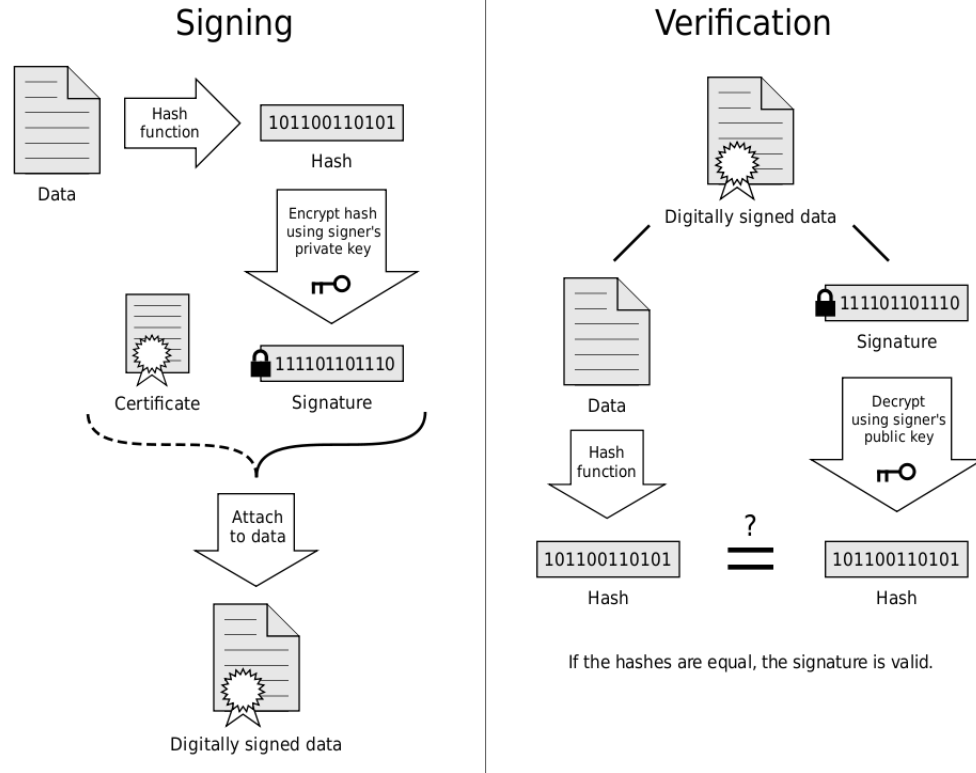 Signing
Data
Hash
function
101100110101
Hash
Encrypt hash
using signer's
private key
Certificate
111101101110
Signature
Attach
to data
Digitally signed data
Verification
Digitally signed data
Data
111101101110
Signature
Hash
function
Decrypt
using signer's
public key
101100110101
Hash
?
=
101100110101
Hash
If the hashes are equal, the signature is valid.